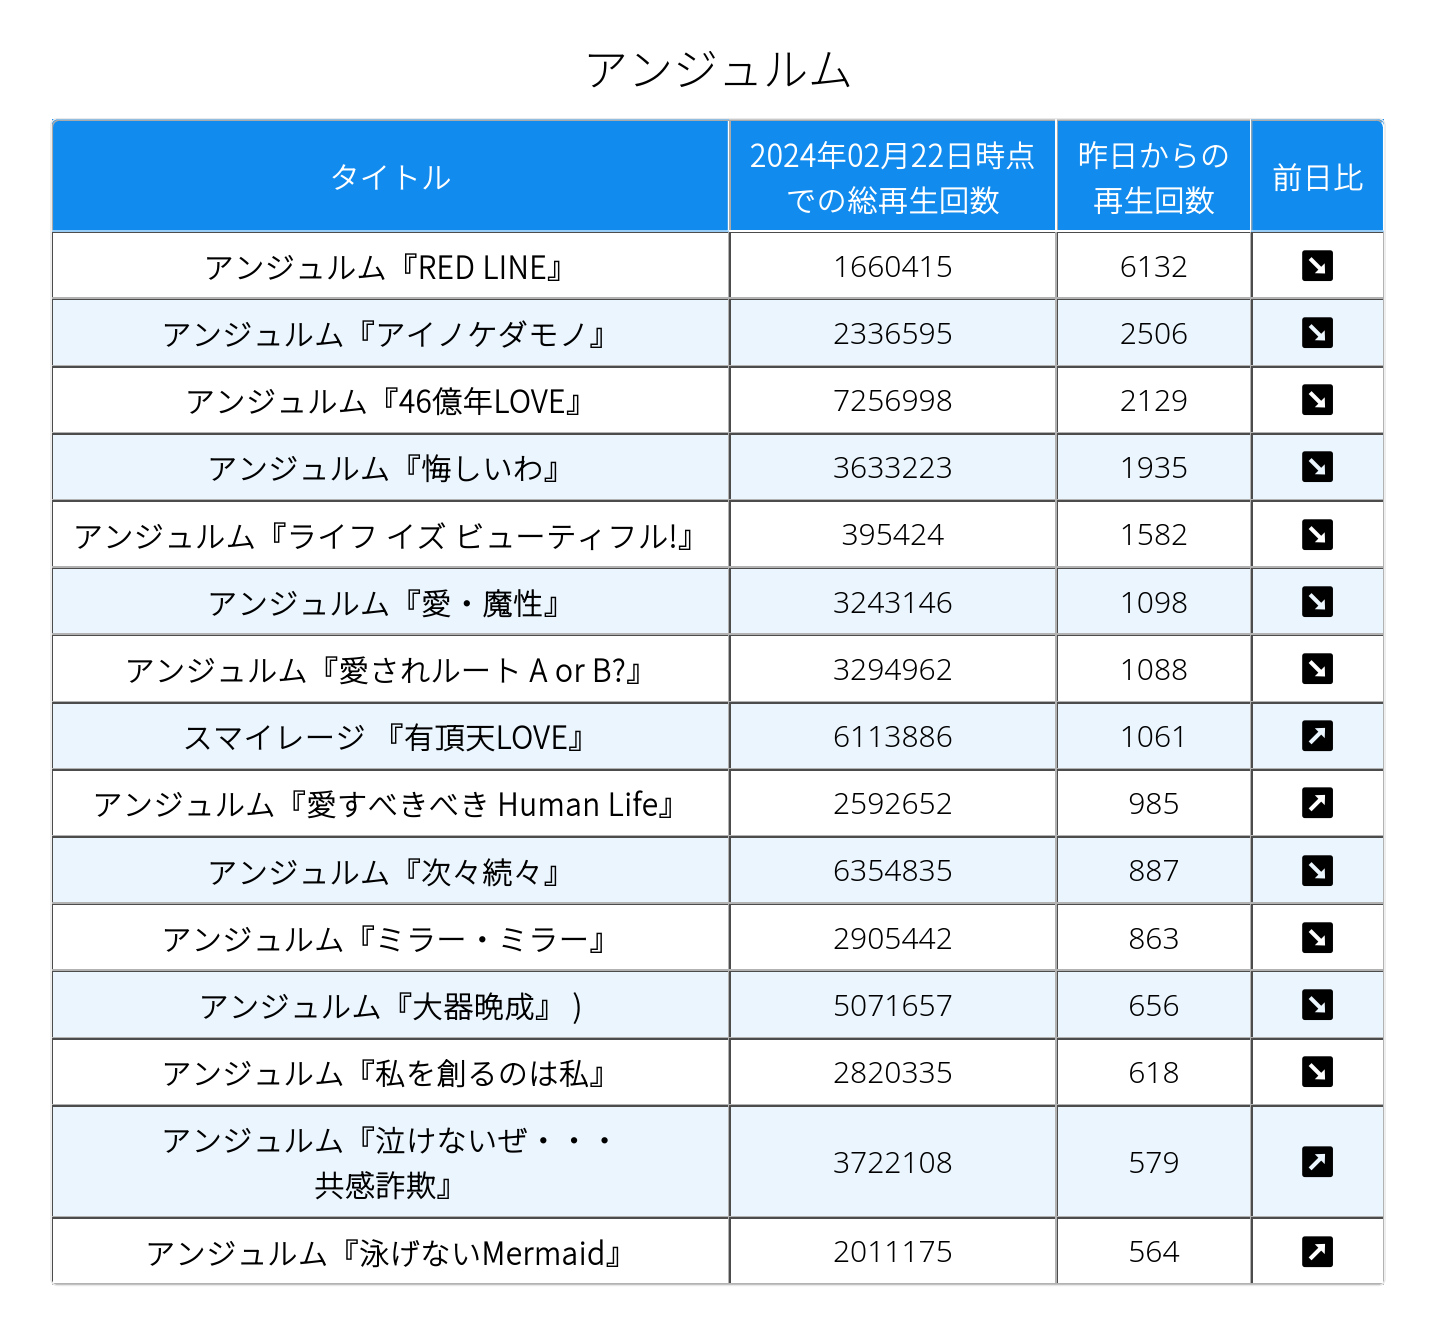 アンジュルム
タイトル
2024年02月22日時点
での総再生回数
昨日からの
再生回数
前日比
アンジュルム『RED LINE』 1660415 6132 ↘
アンジュルム『アイノケダモノ』 2336595 2506 ↘
アンジュルム『46億年LOVE』 7256998 2129 ↘
アンジュルム『悔しいわ』 3633223 1935 ↘
アンジュルム『ライフ イズ ビューティフル!』 395424 1582 ↘
アンジュルム『愛・魔性』 3243146 1098 ↘
アンジュルム『愛されルート A or B?』 3294962 1088 ↘
スマイレージ 『有頂天LOVE』 6113886 1061 ↗
アンジュルム『愛すべきべき Human Life』 2592652 985 ↗
アンジュルム『次々続々』 6354835 887 ↘
アンジュルム『ミラー・ミラー』 2905442 863 ↘
アンジュルム『大器晩成』 ) 5071657 656 ↘
アンジュルム『私を創るのは私』 2820335 618 ↘
アンジュルム『泣けないぜ・・・
共感詐欺』 3722108 579 ↗
アンジュルム『泳げないMermaid』 2011175 564 ↗